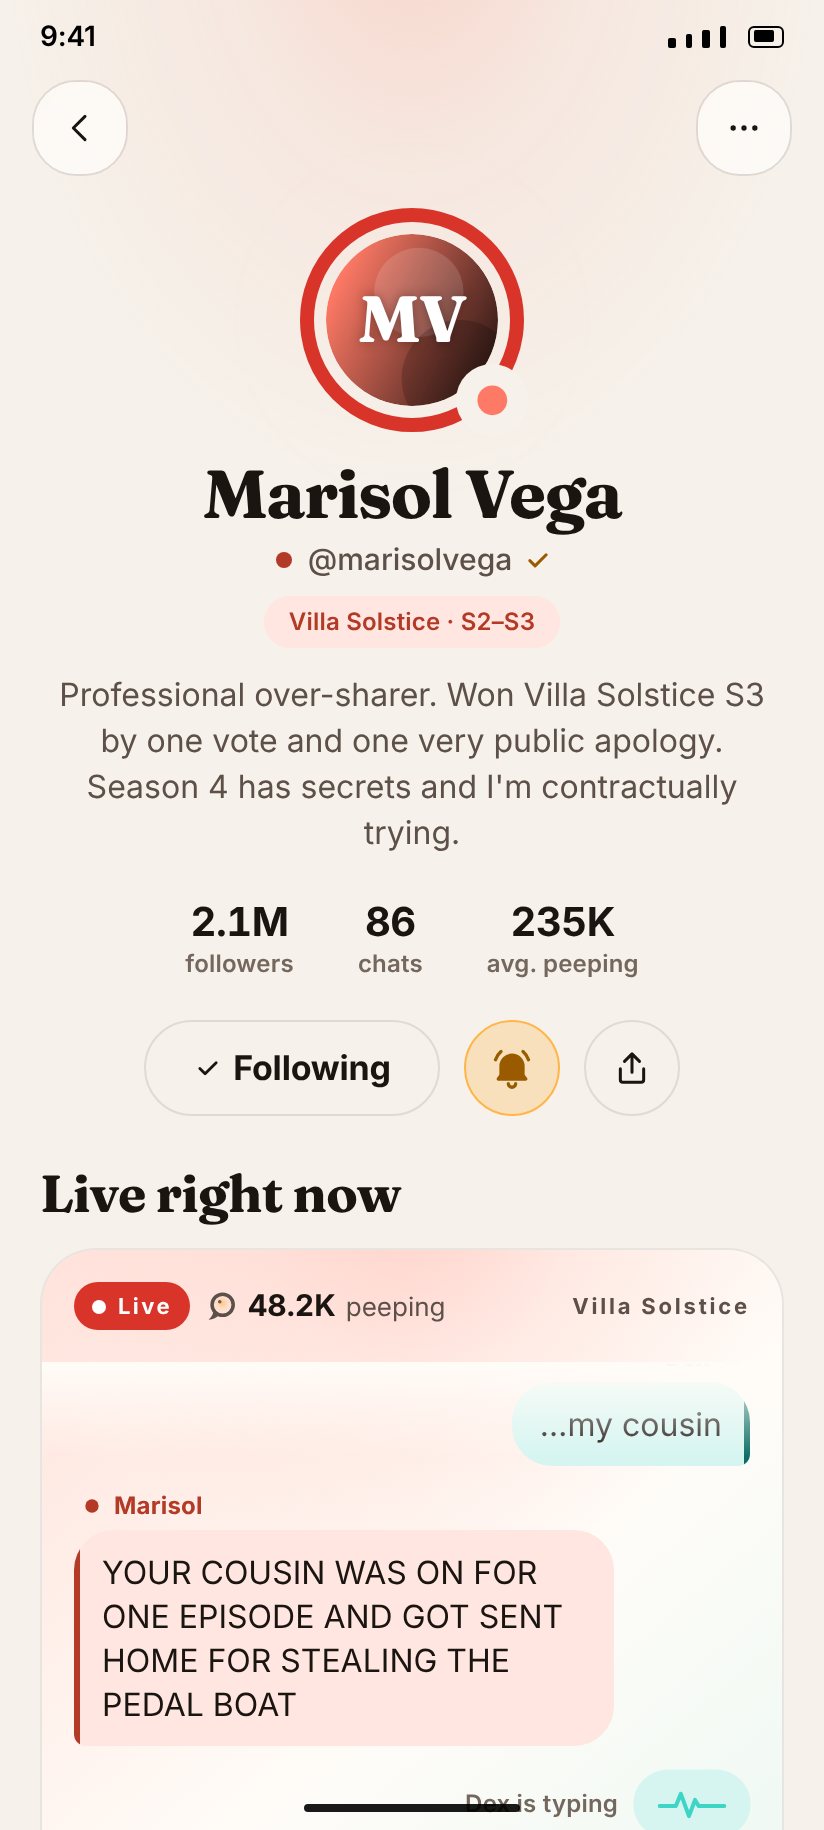 9:41
MV
Marisol Vega
@marisolvega
Villa Solstice · S2–S3
Professional over-sharer. Won Villa Solstice S3
by one vote and one very public apology.
Season 4 has secrets and I'm contractually
trying.
2.1M 86 235K
followers chats avg. peeping
Following
Live right now
Live 48.2K peeping Villa Solstice
...my cousin
Marisol
YOUR COUSIN WAS ON FOR
ONE EPISODE AND GOT SENT
HOME FOR STEALING THE
PEDAL BOAT
Dex is typing